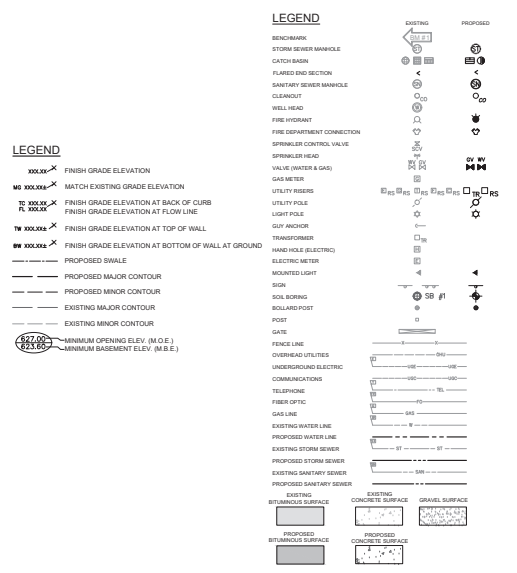 LEGEND
XXX.XX FINISH GRADE ELEVATION
MG XXX.XX± MATCH EXISTING GRADE ELEVATION
TC XXX.XX FINISH GRADE ELEVATION AT BACK OF CURB
FL XXX.XX FINISH GRADE ELEVATION AT FLOW LINE
TW XXX.XX± FINISH GRADE ELEVATION AT TOP OF WALL
BW XXX.XX± FINISH GRADE ELEVATION AT BOTTOM OF WALL AT GROUND
PROPOSED SWALE
PROPOSED MAJOR CONTOUR
PROPOSED MINOR CONTOUR
EXISTING MAJOR CONTOUR
EXISTING MINOR CONTOUR
627.00 MINIMUM OPENING ELEV. (M.O.E.)
623.60 MINIMUM BASEMENT ELEV. (M.B.E.)
LEGEND
EXISTING PROPOSED
BENCHMARK BM #1
STORM SEWER MANHOLE ST ST
CATCH BASIN
FLARED END SECTION
SANITARY SEWER MANHOLE SN SN
CLEANOUT CO CO
WELL HEAD W
FIRE HYDRANT
FIRE DEPARTMENT CONNECTION
SPRINKLER CONTROL VALVE SCV
SPRINKLER HEAD
VALVE (WATER & GAS) WV GV GV WV
GAS METER G
UTILITY RISERS E RS RS T RS E RS C RS TR RS
UTILITY POLE
LIGHT POLE
GUY ANCHOR
TRANSFORMER TR
HAND HOLE (ELECTRIC) H
ELECTRIC METER E
MOUNTED LIGHT
SIGN
SOIL BORING SB #1
BOLLARD POST
POST
GATE
FENCE LINE X X
OVERHEAD UTILITIES OHU
UNDERGROUND ELECTRIC UGE UGE
COMMUNICATIONS UGC UGC
TELEPHONE TEL
FIBER OPTIC FO
GAS LINE GAS
EXISTING WATER LINE W
PROPOSED WATER LINE
EXISTING STORM SEWER ST ST
PROPOSED STORM SEWER
EXISTING SANITARY SEWER SAN
PROPOSED SANITARY SEWER
EXISTING BITUMINOUS SURFACE
EXISTING CONCRETE SURFACE
GRAVEL SURFACE
PROPOSED BITUMINOUS SURFACE
PROPOSED CONCRETE SURFACE